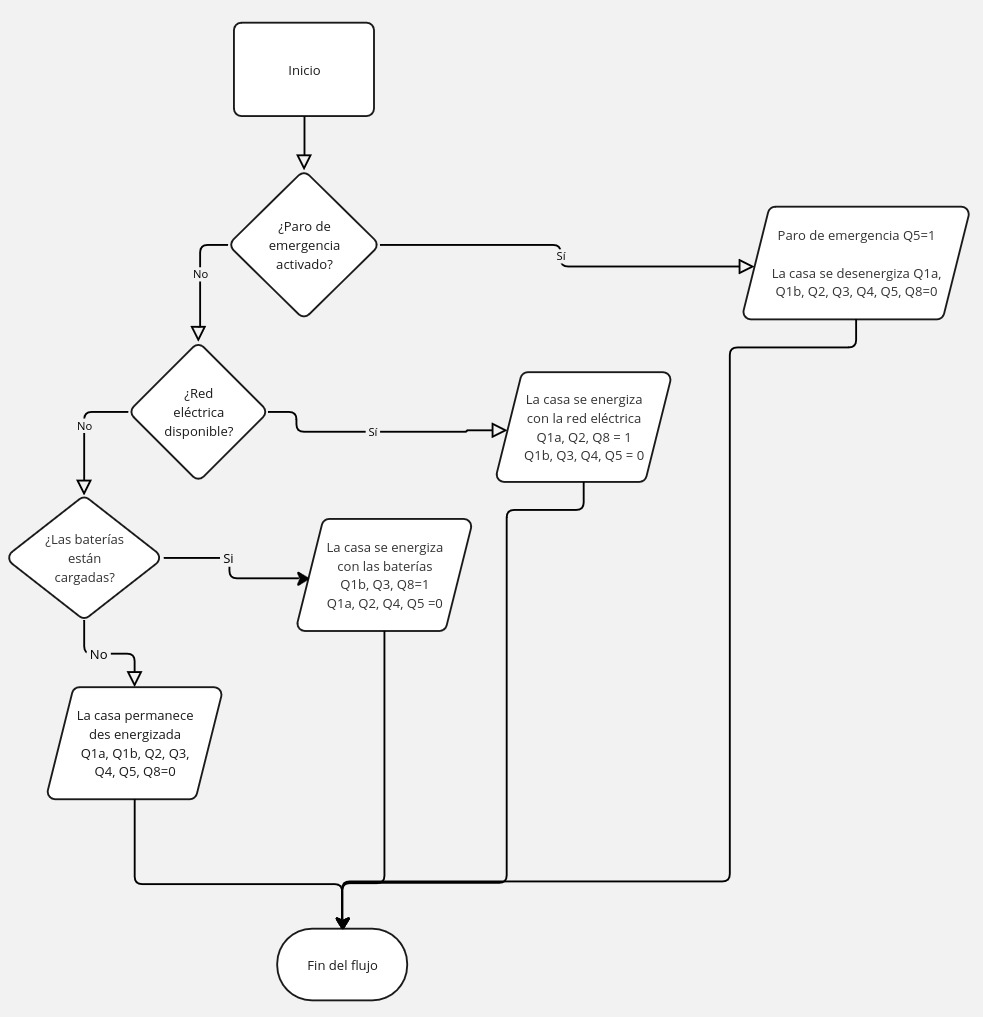 Inicio
¿Paro de
emergencia
activado?
Sí
No
Paro de emergencia Q5=1
La casa se desenergiza Q1a,
Q1b, Q2, Q3, Q4, Q5, Q8=0
¿Red
eléctrica
disponible?
Sí
No
La casa se energiza
con la red eléctrica
Q1a, Q2, Q8 = 1
Q1b, Q3, Q4, Q5 = 0
¿Las baterías
están
cargadas?
Si
No
La casa se energiza
con las baterías
Q1b, Q3, Q8=1
Q1a, Q2, Q4, Q5 =0
La casa permanece
des energizada
Q1a, Q1b, Q2, Q3,
Q4, Q5, Q8=0
Fin del flujo